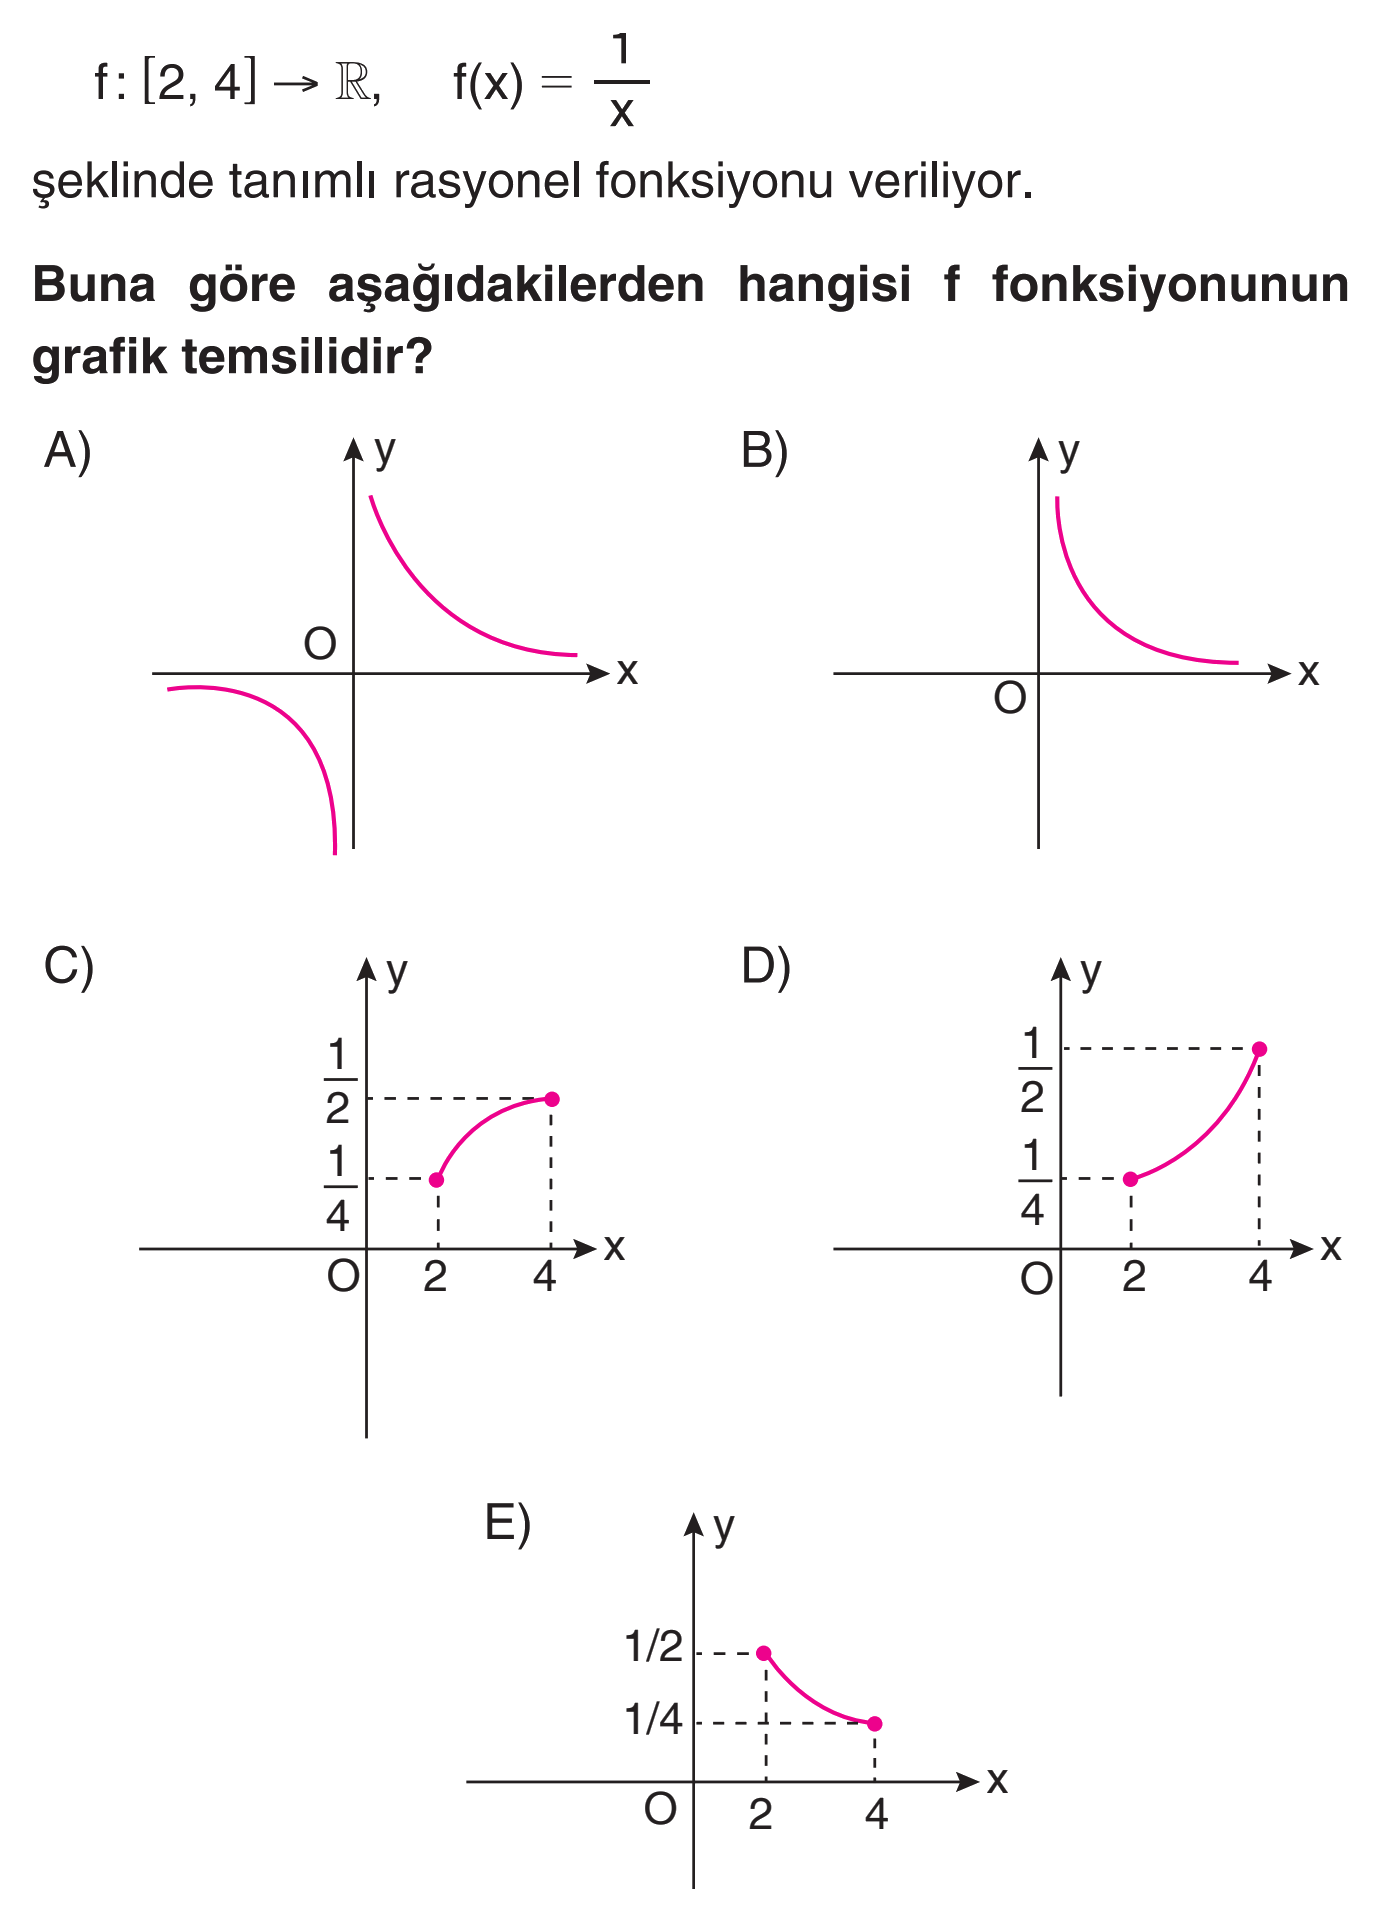 f: [2, 4] → ℝ, f(x) = 1/x
şeklinde tanımlı rasyonel fonksiyonu veriliyor.
Buna göre aşağıdakilerden hangisi f fonksiyonunun
grafik temsilidir?
A) y
O
x
B) y
x
O
C) y
1/2
1/4
x
O 2 4
D) y
1/2
1/4
x
O 2 4
E) y
1/2
1/4
x
O 2 4